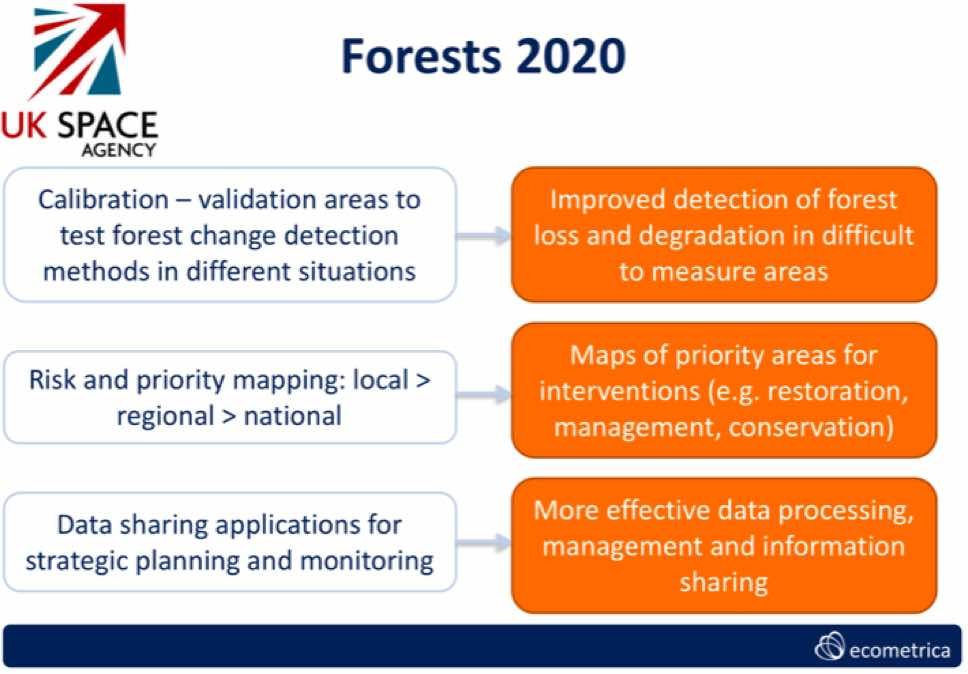 Forests 2020
UK SPACE
AGENCY
Calibration – validation areas to
test forest change detection
methods in different situations
Improved detection of forest
loss and degradation in difficult
to measure areas
Risk and priority mapping: local >
regional > national
Maps of priority areas for
interventions (e.g. restoration,
management, conservation)
Data sharing applications for
strategic planning and monitoring
More effective data processing,
management and information
sharing
ecometrica